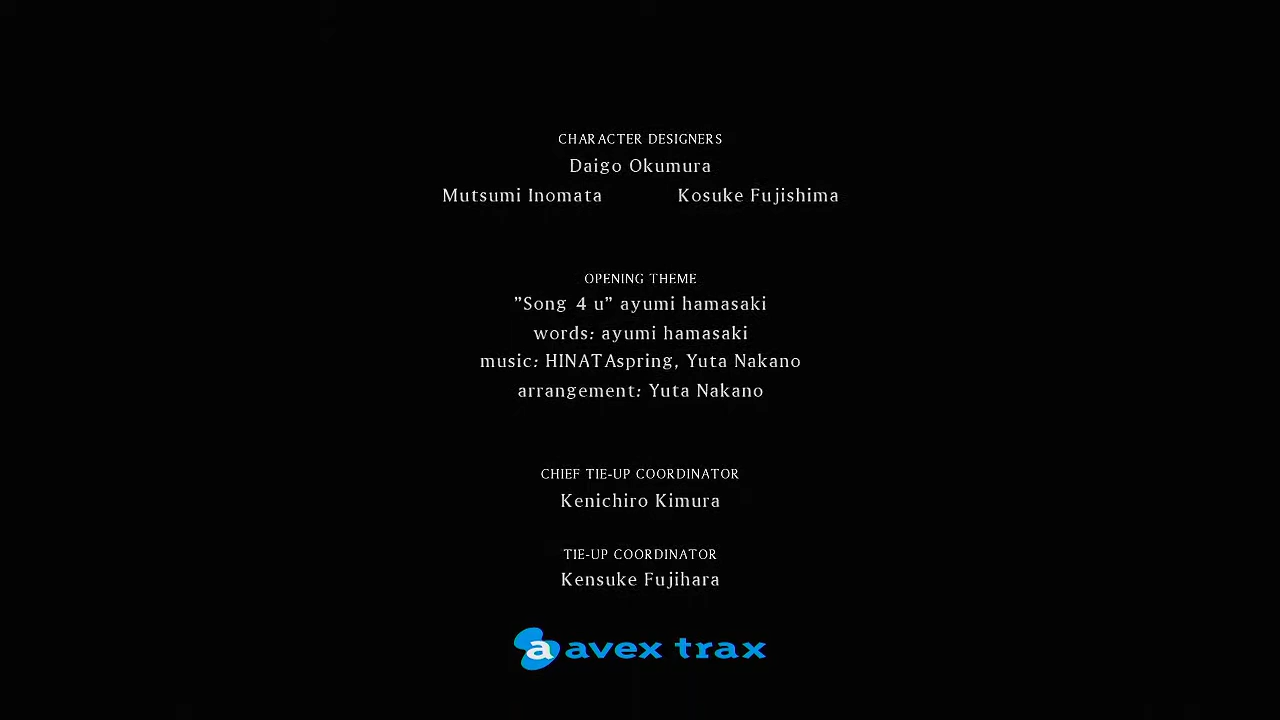 CHARACTER DESIGNERS
Daigo Okumura
Mutsumi Inomata Kosuke Fujishima
OPENING THEME
”Song 4 u” ayumi hamasaki
words: ayumi hamasaki
music: HINATAspring, Yuta Nakano
arrangement: Yuta Nakano
CHIEF TIE-UP COORDINATOR
Kenichiro Kimura
TIE-UP COORDINATOR
Kensuke Fujihara
a avex trax